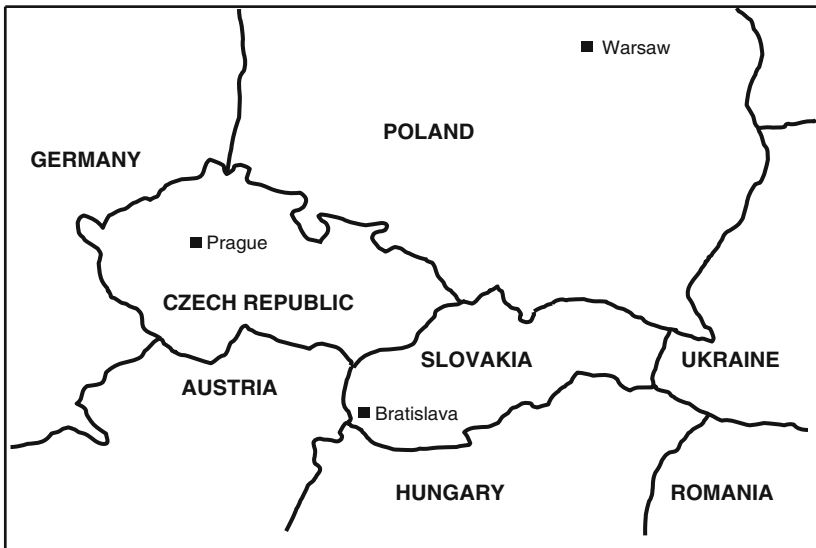 Warsaw
POLAND
GERMANY
Prague
CZECH REPUBLIC
SLOVAKIA
UKRAINE
AUSTRIA
Bratislava
HUNGARY
ROMANIA